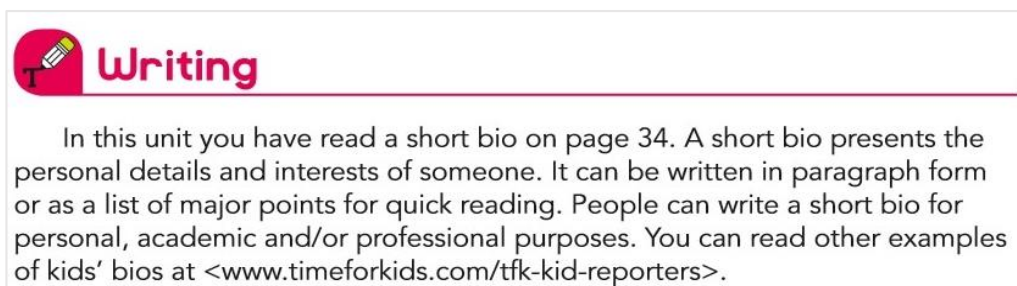 Writing
In this unit you have read a short bio on page 34. A short bio presents the
personal details and interests of someone. It can be written in paragraph form
or as a list of major points for quick reading. People can write a short bio for
personal, academic and/or professional purposes. You can read other examples
of kids' bios at <www.timeforkids.com/tfk-kid-reporters>.